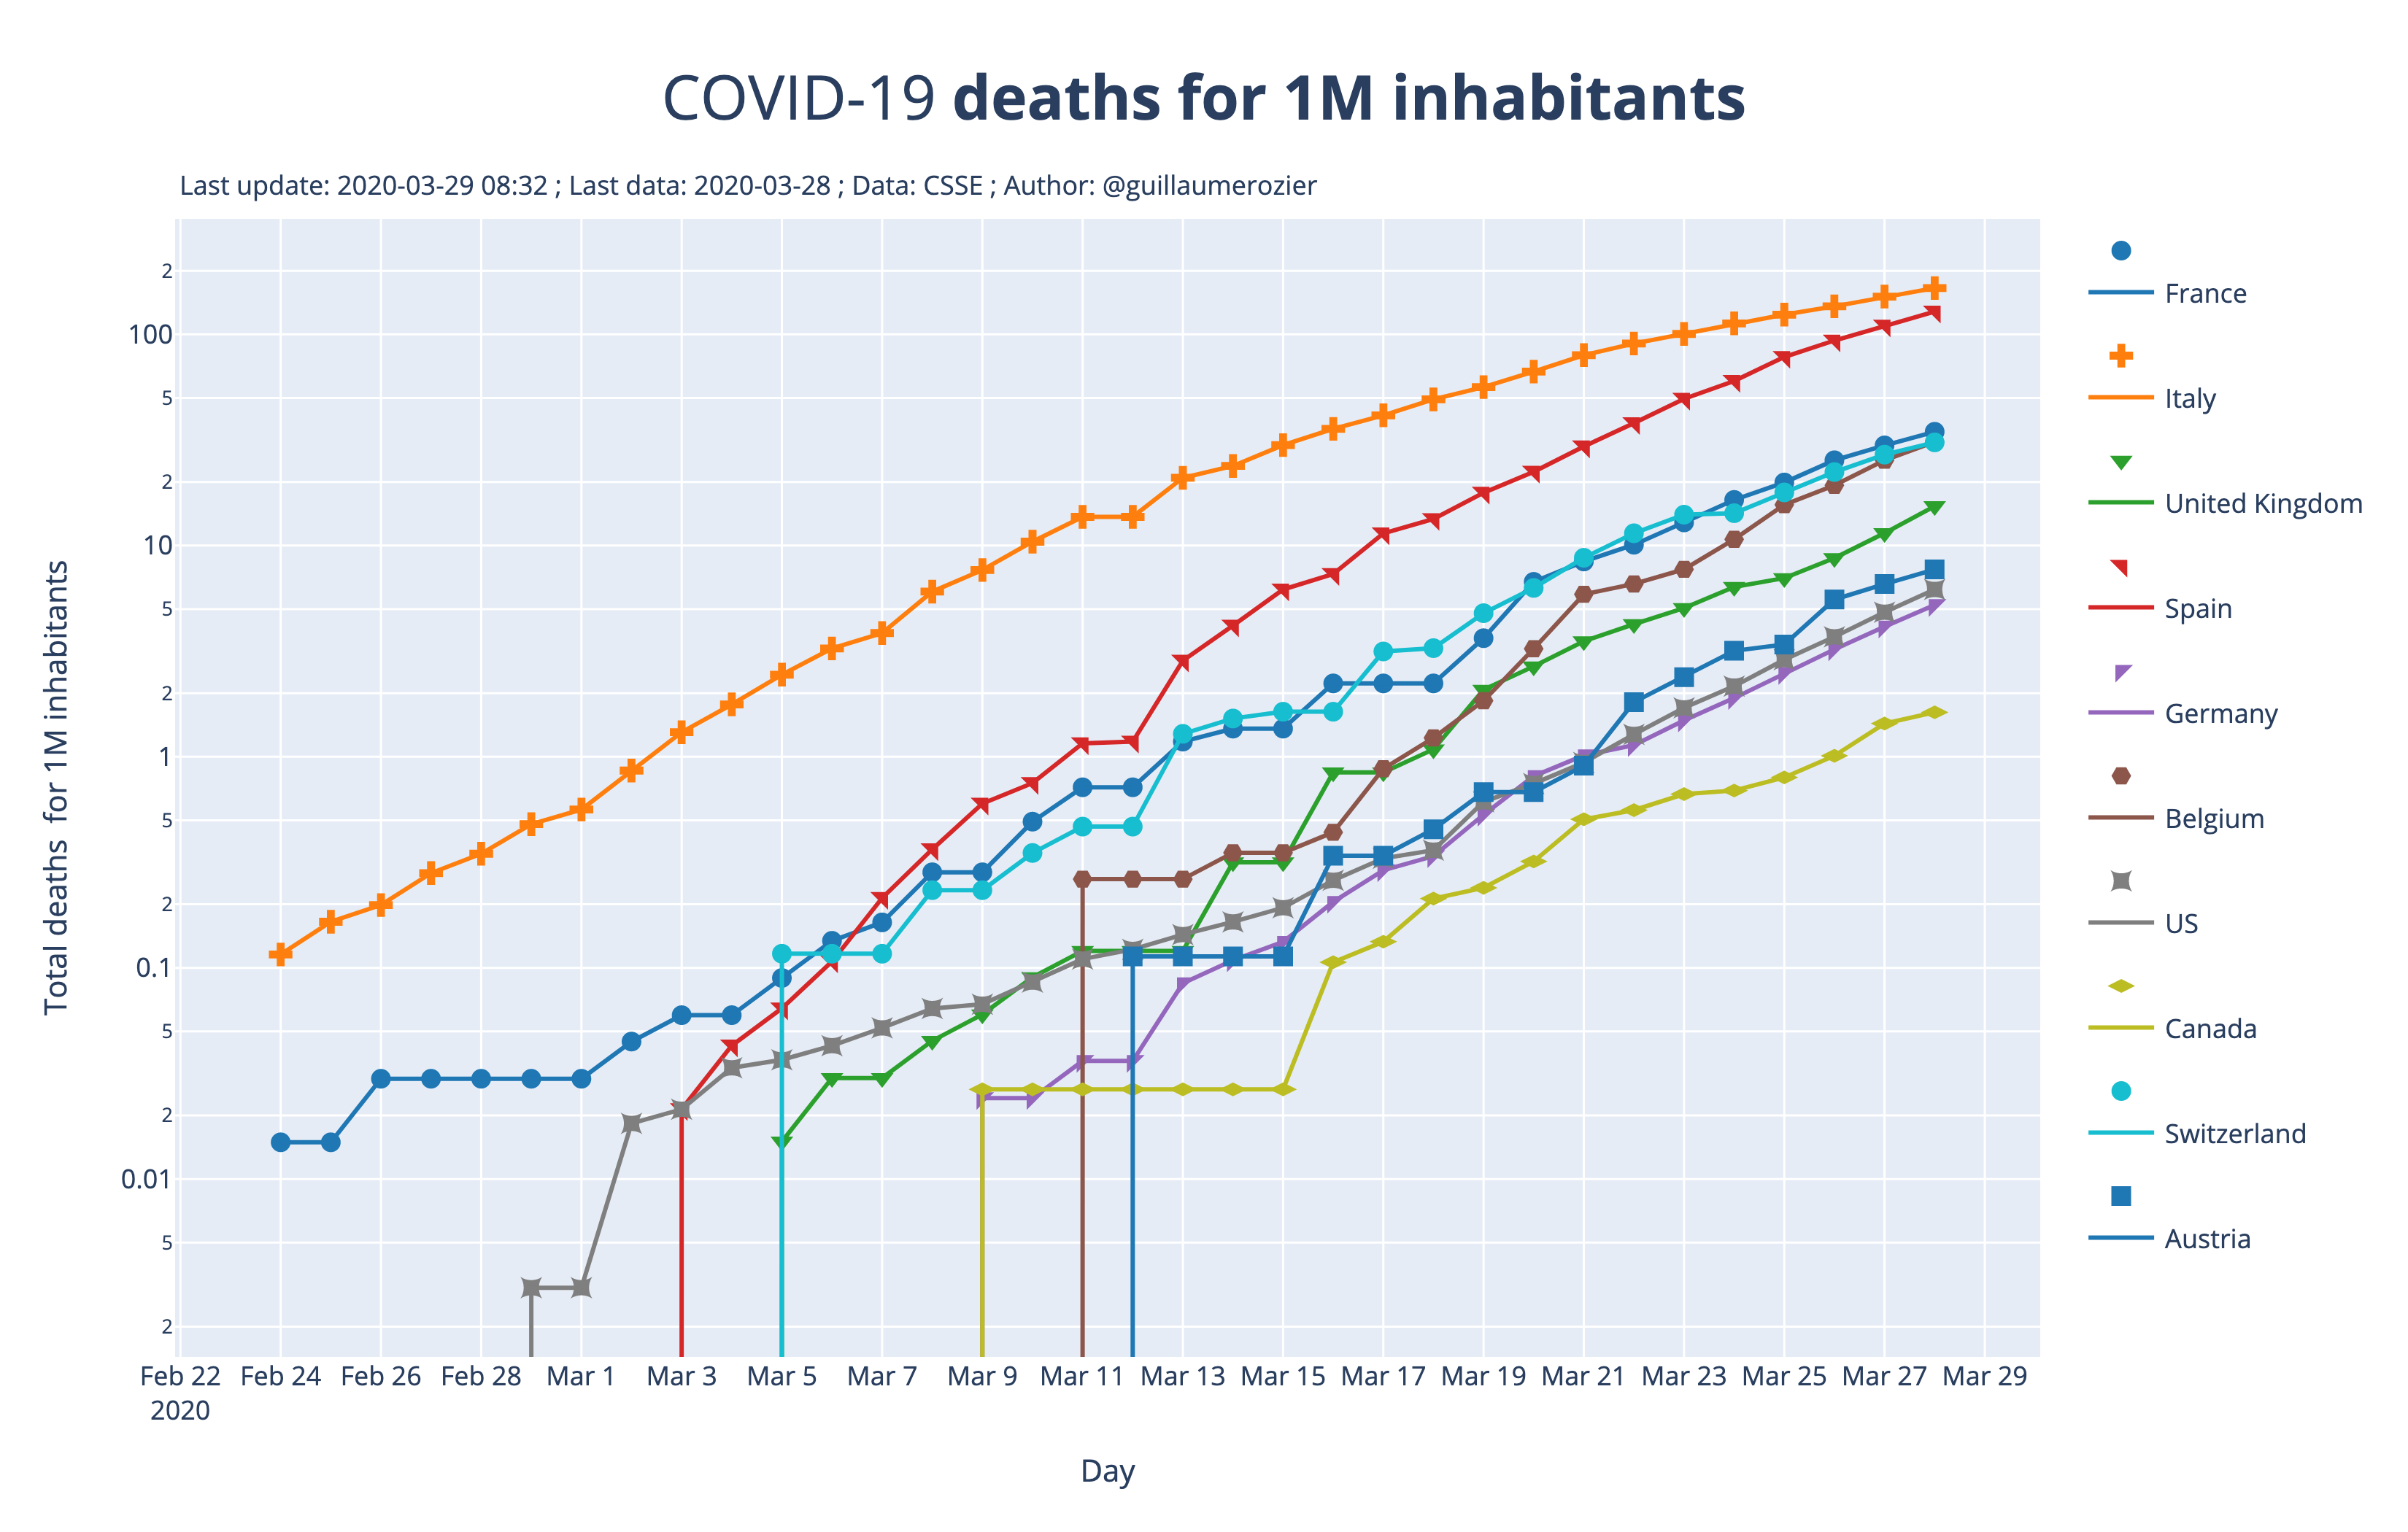 COVID-19 deaths for 1M inhabitants
Last update: 2020-03-29 08:32 ; Last data: 2020-03-28 ; Data: CSSE ; Author: @guillaumerozier
Total deaths for 1M inhabitants
2
100
5
2
10
5
2
1
5
2
0.1
5
2
0.01
5
2
Feb 22 Feb 24 Feb 26 Feb 28 Mar 1 Mar 3 Mar 5 Mar 7 Mar 9 Mar 11 Mar 13 Mar 15 Mar 17 Mar 19 Mar 21 Mar 23 Mar 25 Mar 27 Mar 29
2020
Day
France
Italy
United Kingdom
Spain
Germany
Belgium
US
Canada
Switzerland
Austria